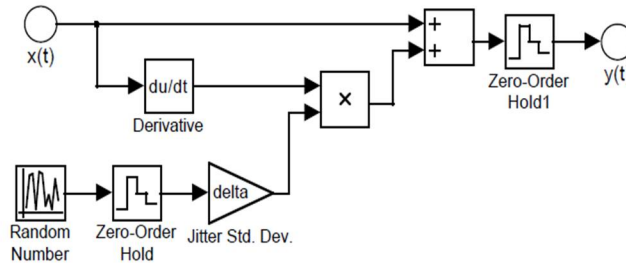 x(t)
du/dt
Derivative
×
+
+
Zero-Order
Hold1
y(t
Random
Number
Zero-Order
Hold
delta
Jitter Std. Dev.